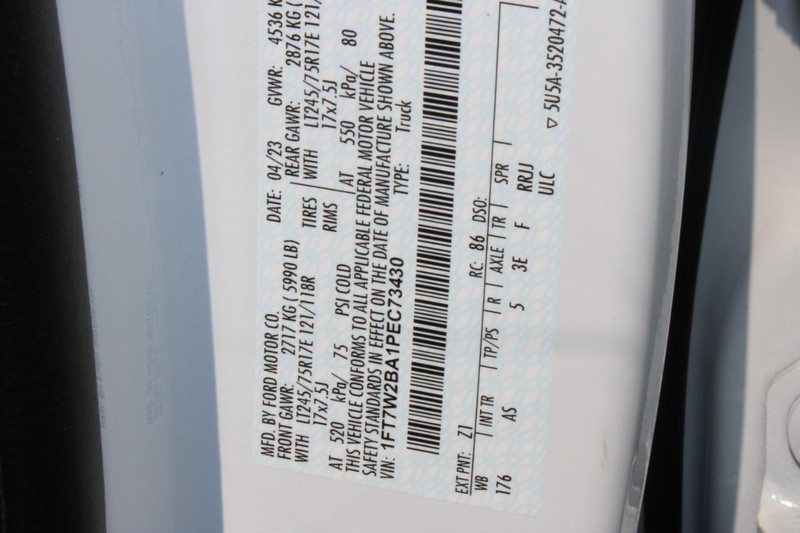 MFD. BY FORD MOTOR CO.
DATE: 04/23 GVWR: 4536 K
FRONT GAWR: 2717 KG ( 5990 LB) REAR GAWR: 2876 KG (
WITH LT245/75R17E 121/118R TIRES WITH LT245/75R17E 121/
17x7.5J RIMS 17x7.5J
AT 520 kPa/ 75 PSI COLD AT 550 kPa/ 80
THIS VEHICLE CONFORMS TO ALL APPLICABLE FEDERAL MOTOR VEHICLE
SAFETY STANDARDS IN EFFECT ON THE DATE OF MANUFACTURE SHOWN ABOVE.
VIN: 1FT7W2BA1PEC73430 TYPE: Truck
EXT PNT: Z1 RC: 86 DSO:
WB INT TR TP/PS R AXLE TR SPR
176 AS 5 3E F RRJJ
ULC
▽ 5U5A-3520472-